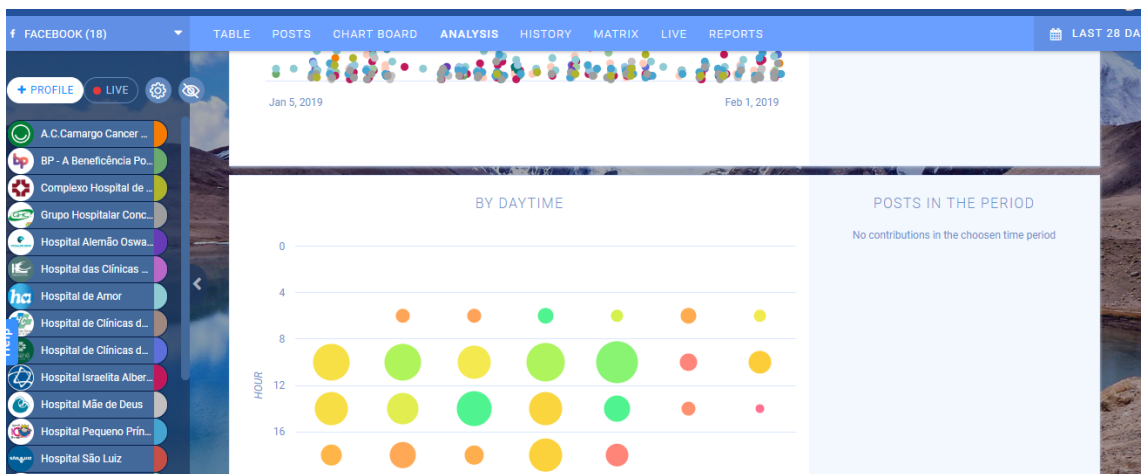 f FACEBOOK (18)
TABLE POSTS CHART BOARD ANALYSIS HISTORY MATRIX LIVE REPORTS
LAST 28 DA
+ PROFILE
LIVE
Jan 5, 2019
Feb 1, 2019
A.C.Camargo Cancer ...
BP - A Beneficência Po...
Complexo Hospital de ...
Grupo Hospitalar Conc...
Hospital Alemão Oswa...
Hospital das Clínicas ...
Hospital de Amor
Hospital de Clínicas d...
Hospital de Clínicas d...
Hospital Israelita Alber...
Hospital Mãe de Deus
Hospital Pequeno Prín...
Hospital São Luiz
bp
GHC
ha
help
BY DAYTIME
0
4
8
12
16
HOUR
POSTS IN THE PERIOD
No contributions in the choosen time period